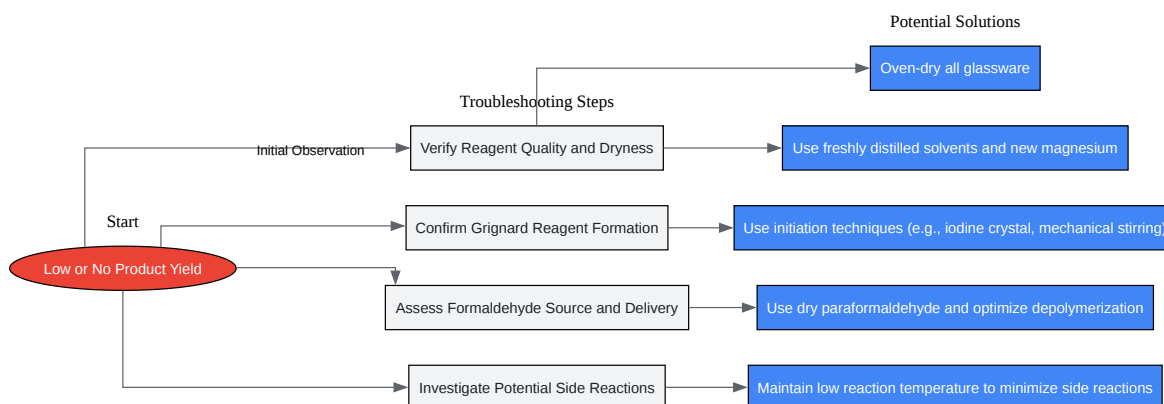 Potential Solutions
Oven-dry all glassware
Troubleshooting Steps
Initial Observation
Verify Reagent Quality and Dryness
Use freshly distilled solvents and new magnesium
Start
Confirm Grignard Reagent Formation
Use initiation techniques (e.g., iodine crystal, mechanical stirring)
Low or No Product Yield
Assess Formaldehyde Source and Delivery
Use dry paraformaldehyde and optimize depolymerization
Investigate Potential Side Reactions
Maintain low reaction temperature to minimize side reactions